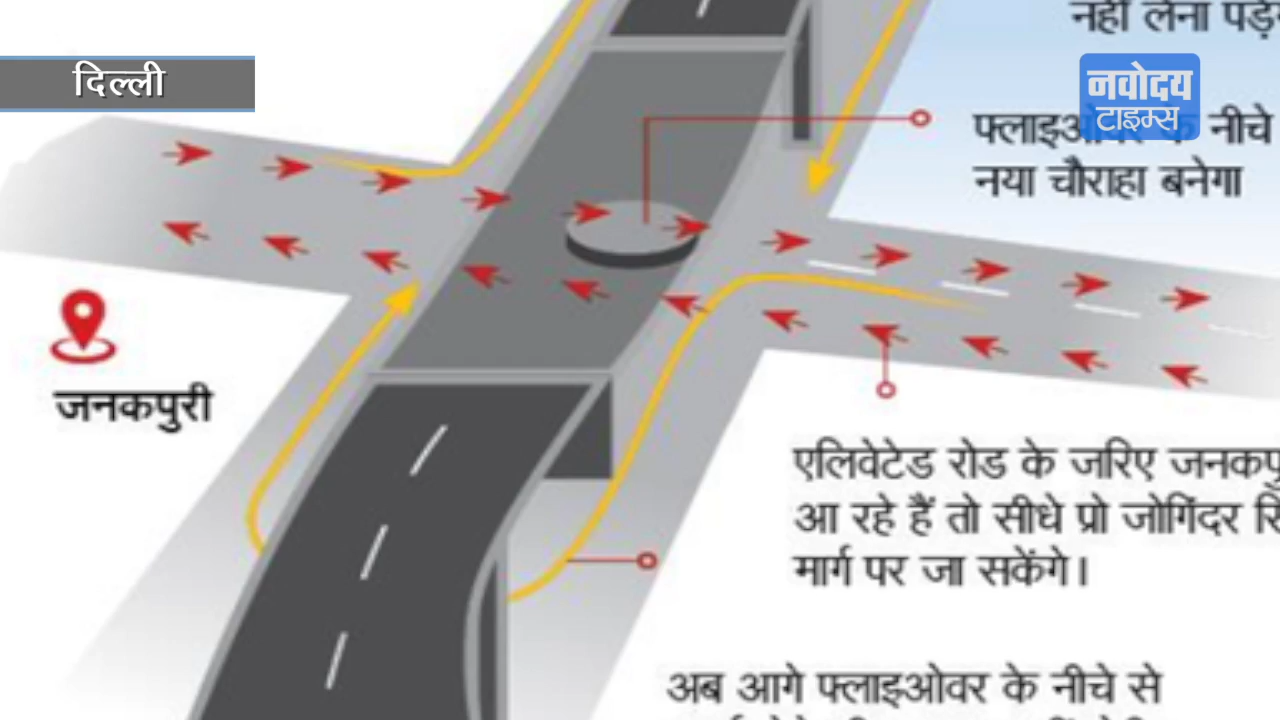 नहीं लेना पड़ेगा
दिल्ली
नवोदय
टाइम्स
फ्लाइओवर के नीचे
नया चौराहा बनेगा
जनकपुरी
एलिवेटेड रोड के जरिए जनकपु
आ रहे हैं तो सीधे प्रो जोगिंदर सि
मार्ग पर जा सकेंगे।
अब आगे फ्लाइओवर के नीचे से